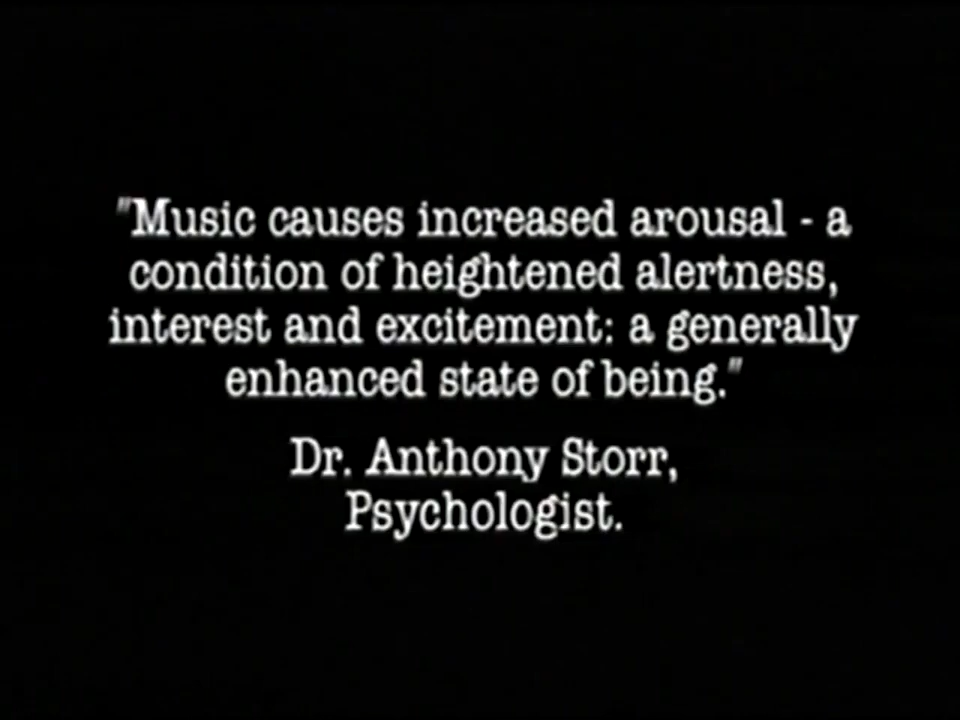 "Music causes increased arousal - a
condition of heightened alertness,
interest and excitement: a generally
enhanced state of being."
Dr. Anthony Storr,
Psychologist.